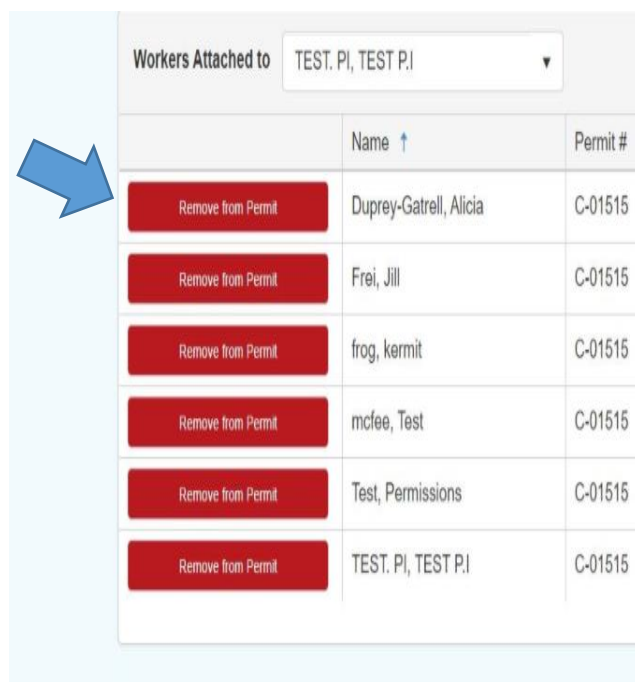 Workers Attached to TEST. PI, TEST P.I
Name Permit #
Remove from Permit Duprey-Gatrell, Alicia C-01515
Remove from Permit Frei, Jill C-01515
Remove from Permit frog, kermit C-01515
Remove from Permit mcfee, Test C-01515
Remove from Permit Test, Permissions C-01515
Remove from Permit TEST. PI, TEST P.I C-01515